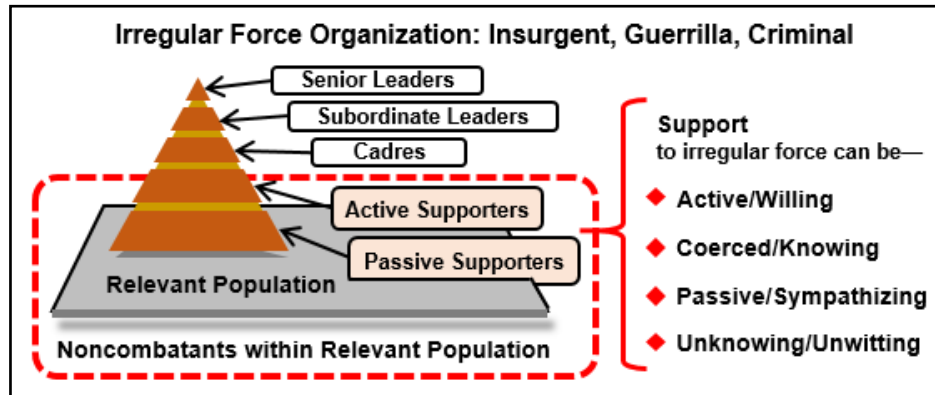 Irregular Force Organization: Insurgent, Guerrilla, Criminal
Senior Leaders
Subordinate Leaders
Cadres
Active Supporters
Passive Supporters
Relevant Population
Noncombatants within Relevant Population
Support
to irregular force can be—
Active/Willing
Coerced/Knowing
Passive/Sympathizing
Unknowing/Unwitting